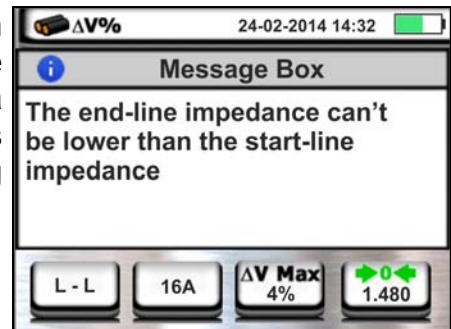 ΔV%
24-02-2014 14:32
Message Box
The end-line impedance can't
be lower than the start-line
impedance
L - L
16A
ΔV Max
4%
0
1.480